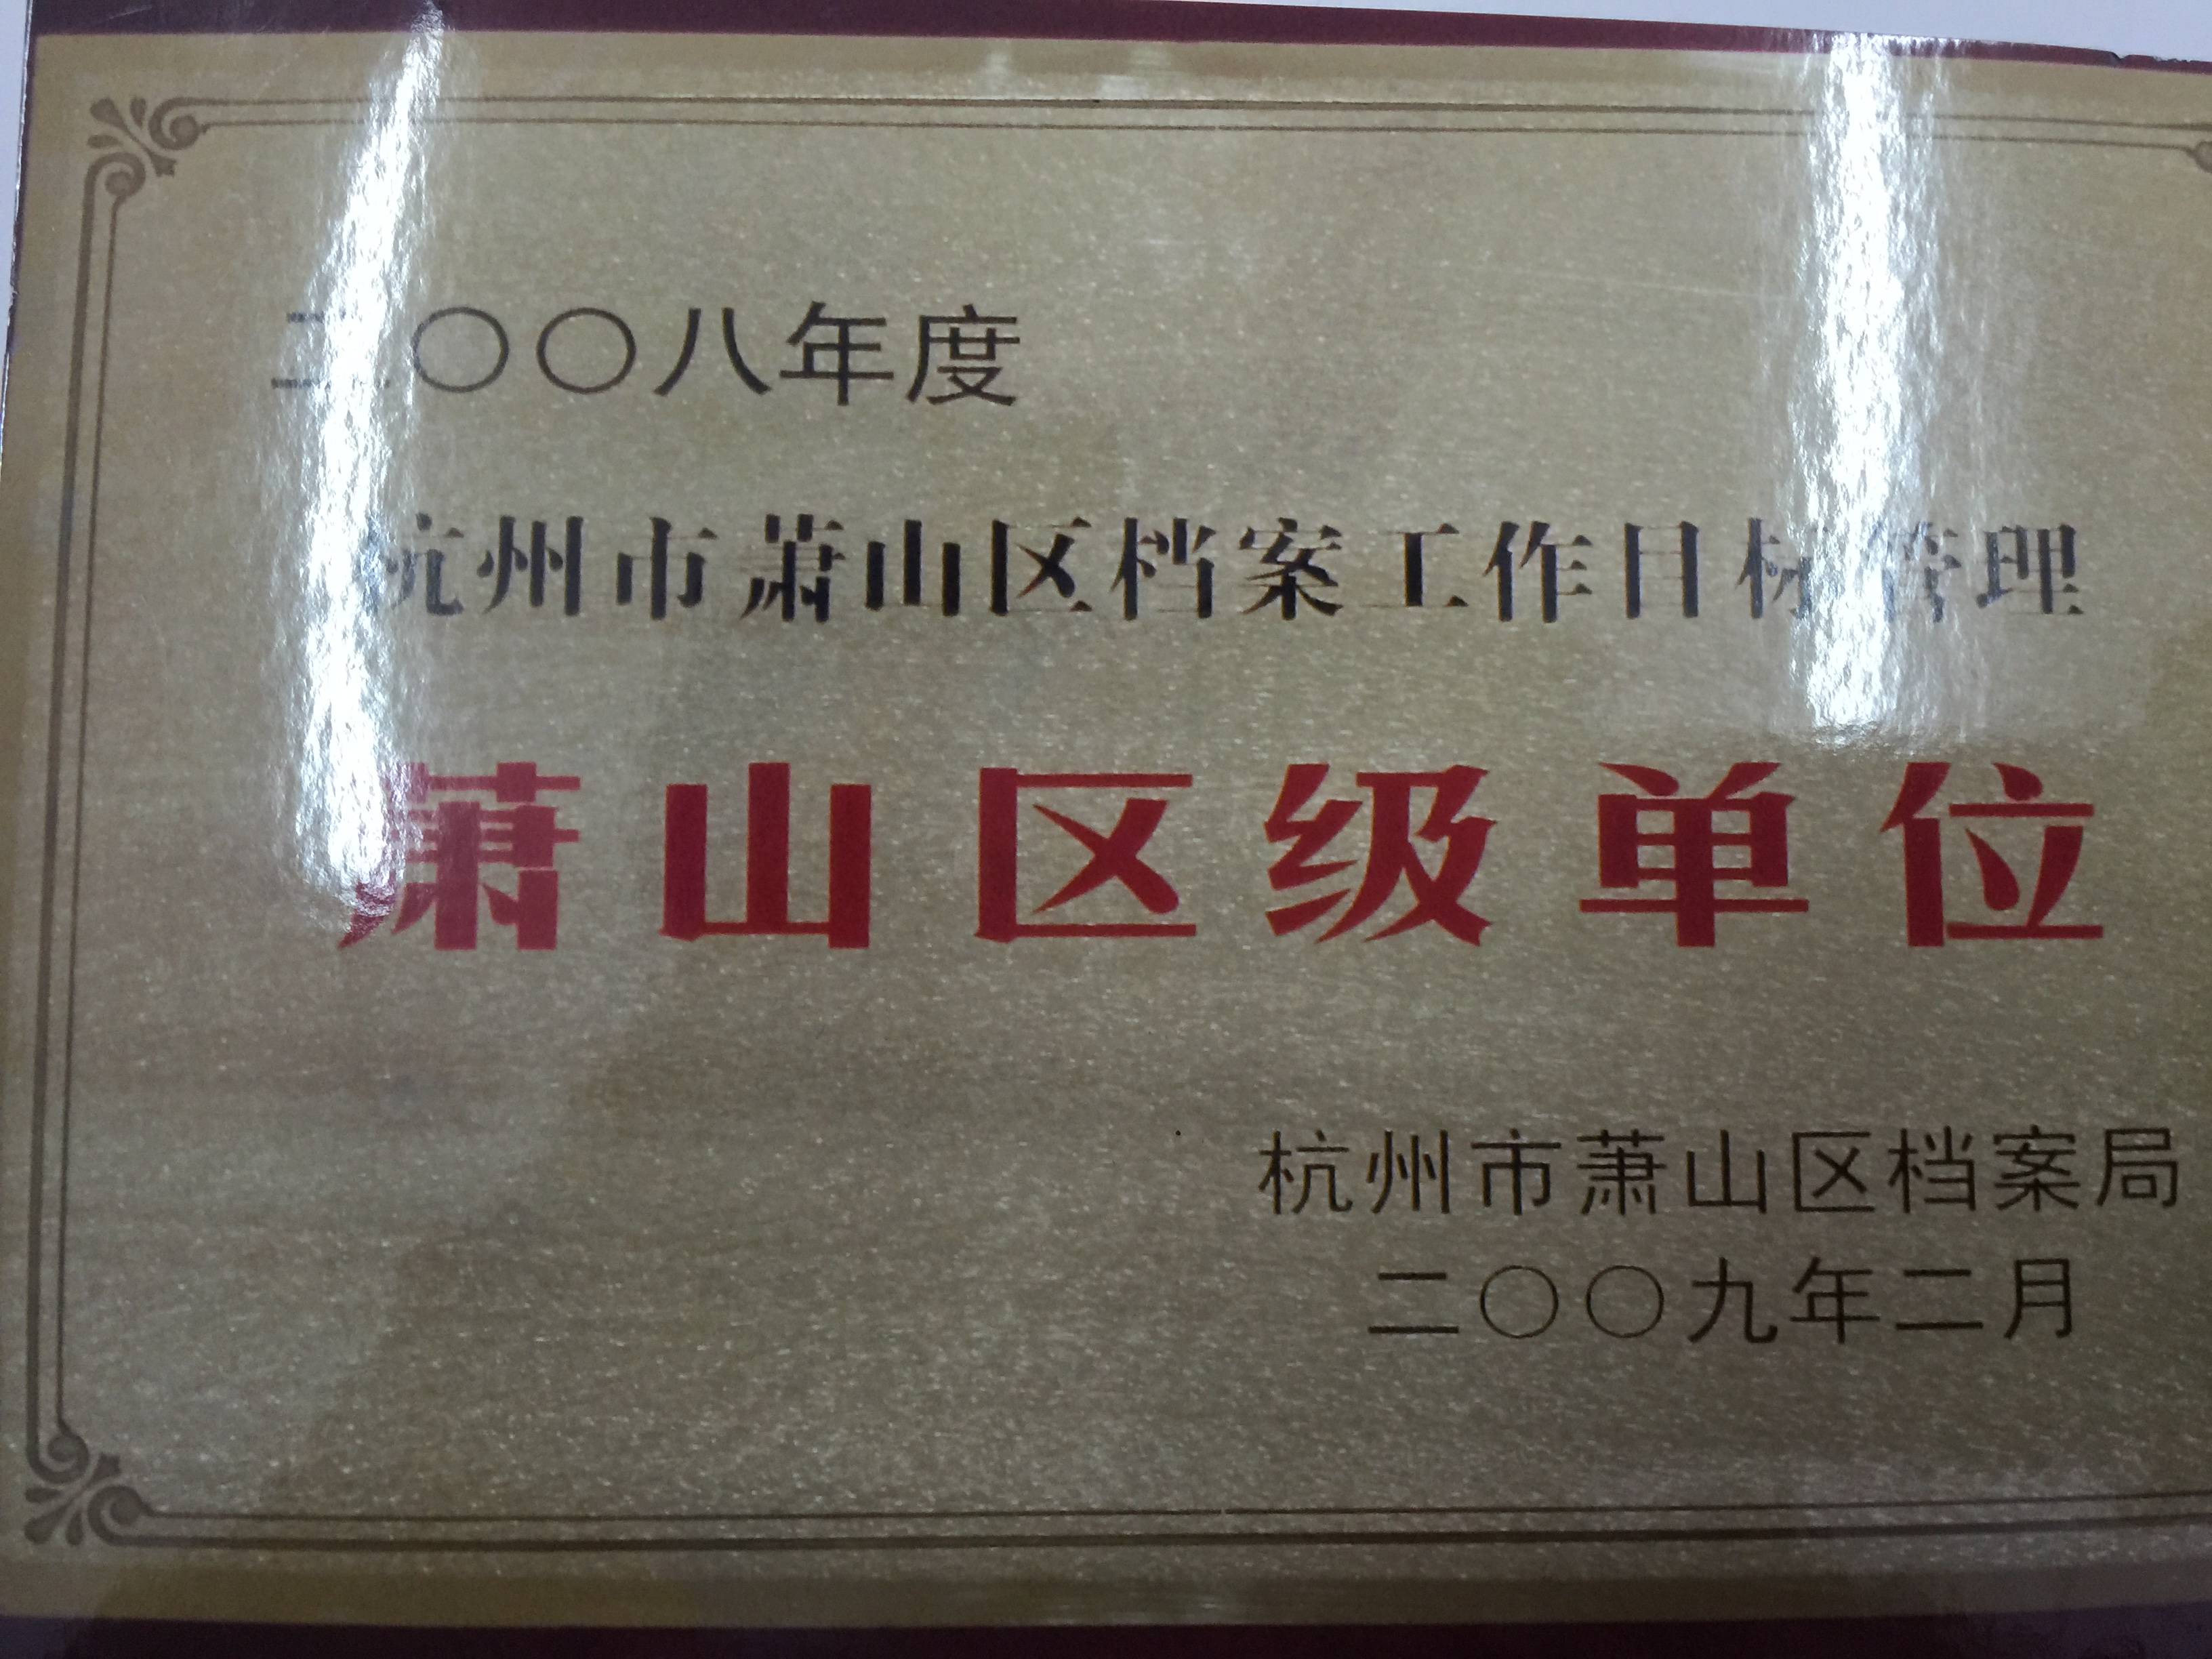 二〇〇八年度
杭州市萧山区档案工作目标管理
萧山区级单位
杭州市萧山区档案局
二〇〇九年二月